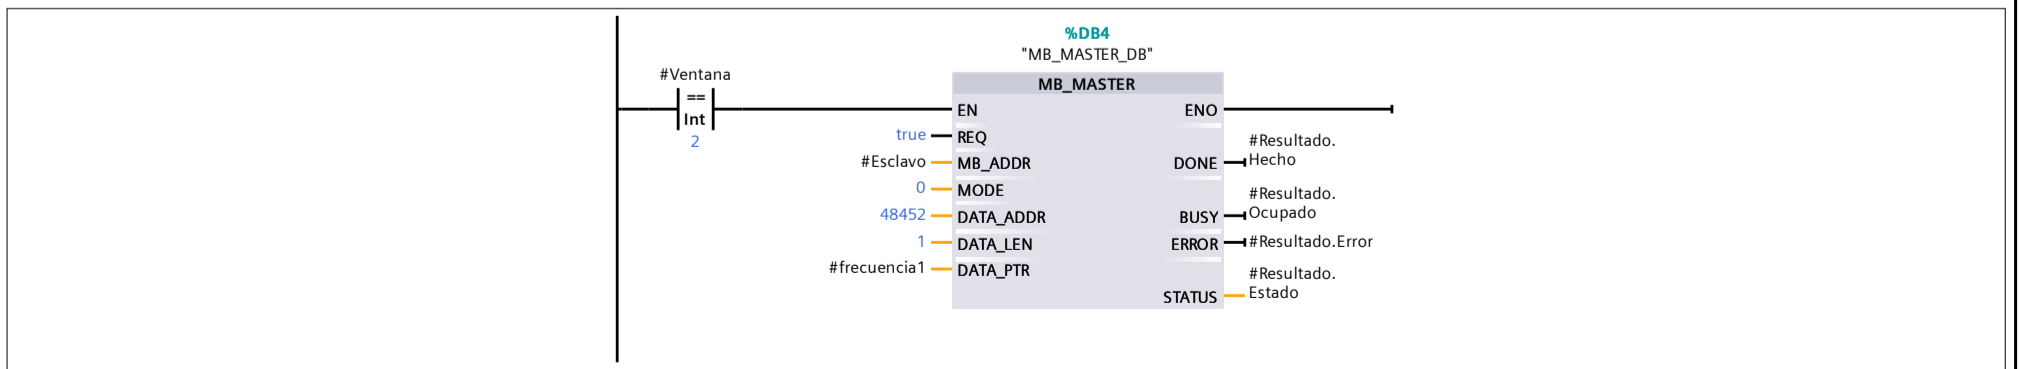 %DB4
"MB_MASTER_DB"
#Ventana
==
Int
2
MB_MASTER
EN
ENO
true
REQ
#Esclavo
MB_ADDR
0
MODE
48452
DATA_ADDR
1
DATA_LEN
#frecuencia1
DATA_PTR
DONE
#Resultado.
Hecho
BUSY
#Resultado.
Ocupado
ERROR
#Resultado.Error
STATUS
#Resultado.
Estado